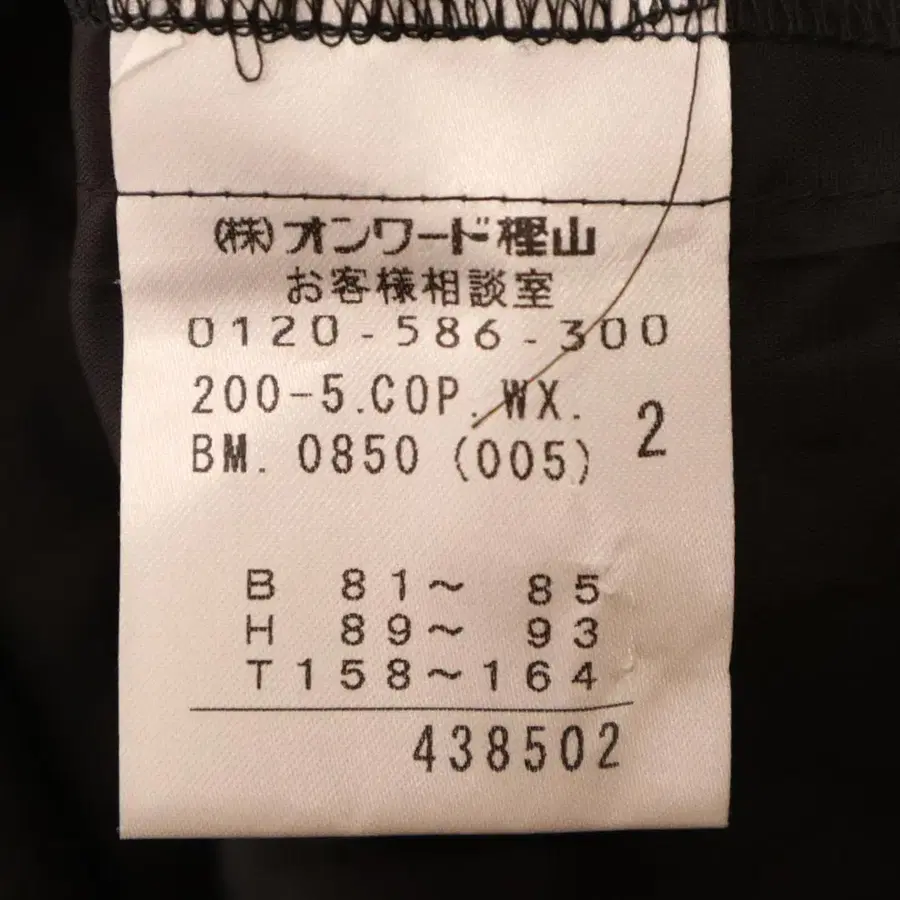 (株)オンワード樫山
お客様相談室
0120-586-300
200-5.COP.WX.
BM. 0850 (005) 2
B 81～ 85
H 89～ 93
T158～164
438502